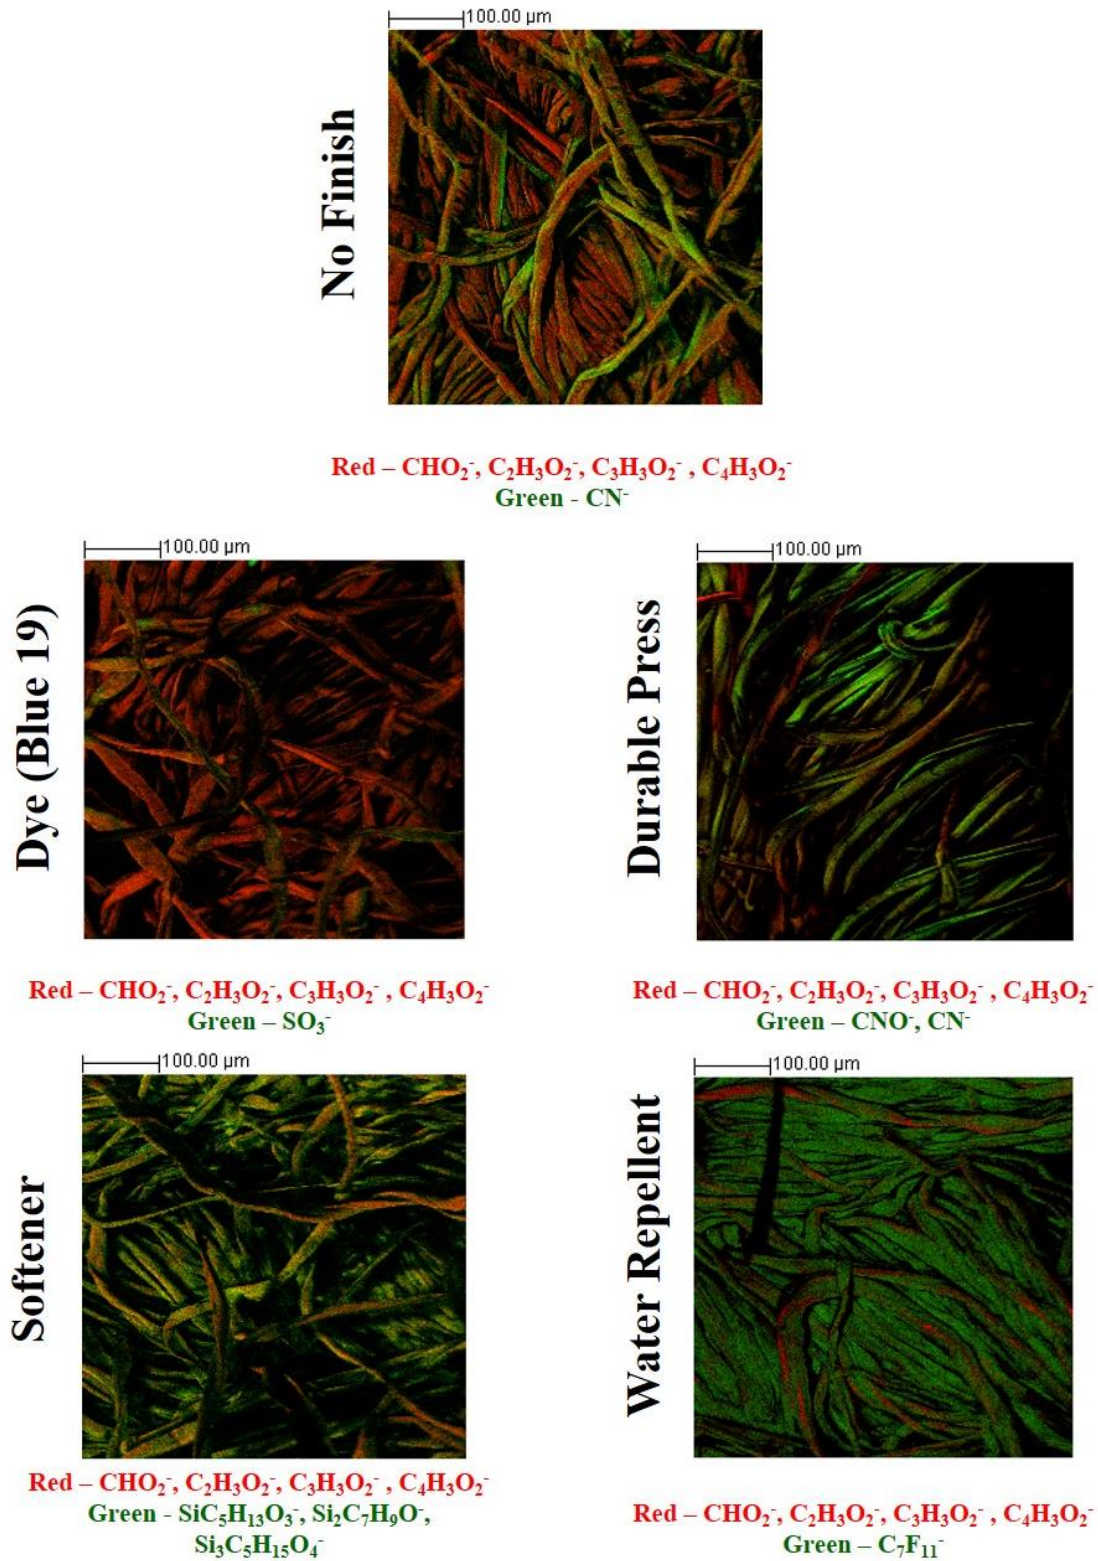 100.00 µm
No Finish
Red – CHO₂⁻, C₂H₃O₂⁻, C₃H₃O₂⁻ , C₄H₃O₂⁻
Green - CN⁻
100.00 µm
Dye (Blue 19)
Red – CHO₂⁻, C₂H₃O₂⁻, C₃H₃O₂⁻ , C₄H₃O₂⁻
Green – SO₃⁻
100.00 µm
Durable Press
Red – CHO₂⁻, C₂H₃O₂⁻, C₃H₃O₂⁻ , C₄H₃O₂⁻
Green – CNO⁻, CN⁻
100.00 µm
Softener
Red – CHO₂⁻, C₂H₃O₂⁻, C₃H₃O₂⁻ , C₄H₃O₂⁻
Green - SiC₅H₁₃O₃⁻, Si₂C₇H₉O⁻,
Si₃C₅H₁₅O₄⁻
100.00 µm
Water Repellent
Red – CHO₂⁻, C₂H₃O₂⁻, C₃H₃O₂⁻ , C₄H₃O₂⁻
Green – C₇F₁₁⁻